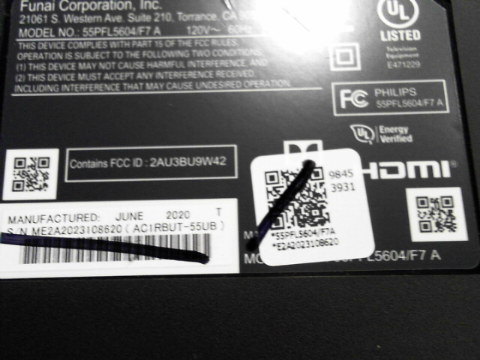 Funai Corporation, Inc.
21061 S. Western Ave. Suite 210, Torrance, CA
MODEL NO.: 55PFL5604/F7 A 120V~ 60Hz
THIS DEVICE COMPLIES WITH PART 15 OF THE FCC RULES.
OPERATION IS SUBJECT TO THE FOLLOWING TWO CONDITIONS:
(1) THIS DEVICE MAY NOT CAUSE HARMFUL INTERFERENCE, AND
(2) THIS DEVICE MUST ACCEPT ANY INTERFERENCE RECEIVED
INCLUDING INTERFERENCE THAT MAY CAUSE UNDESIRED OPERATION.
UL
LISTED
Television
Equipment
E471229
FC PHILIPS
55PFL5604/F7 A
UL Energy
Verified
Contains FCC ID : 2AU3BU9W42
HDMI
9845
3931
MANUFACTURED: JUNE 2020 T
S/N ME2A2023108620 (AC1RBUT-55UB)
*55PFL5604/F7A
*E2A2023108620
PFL5604/F7 A